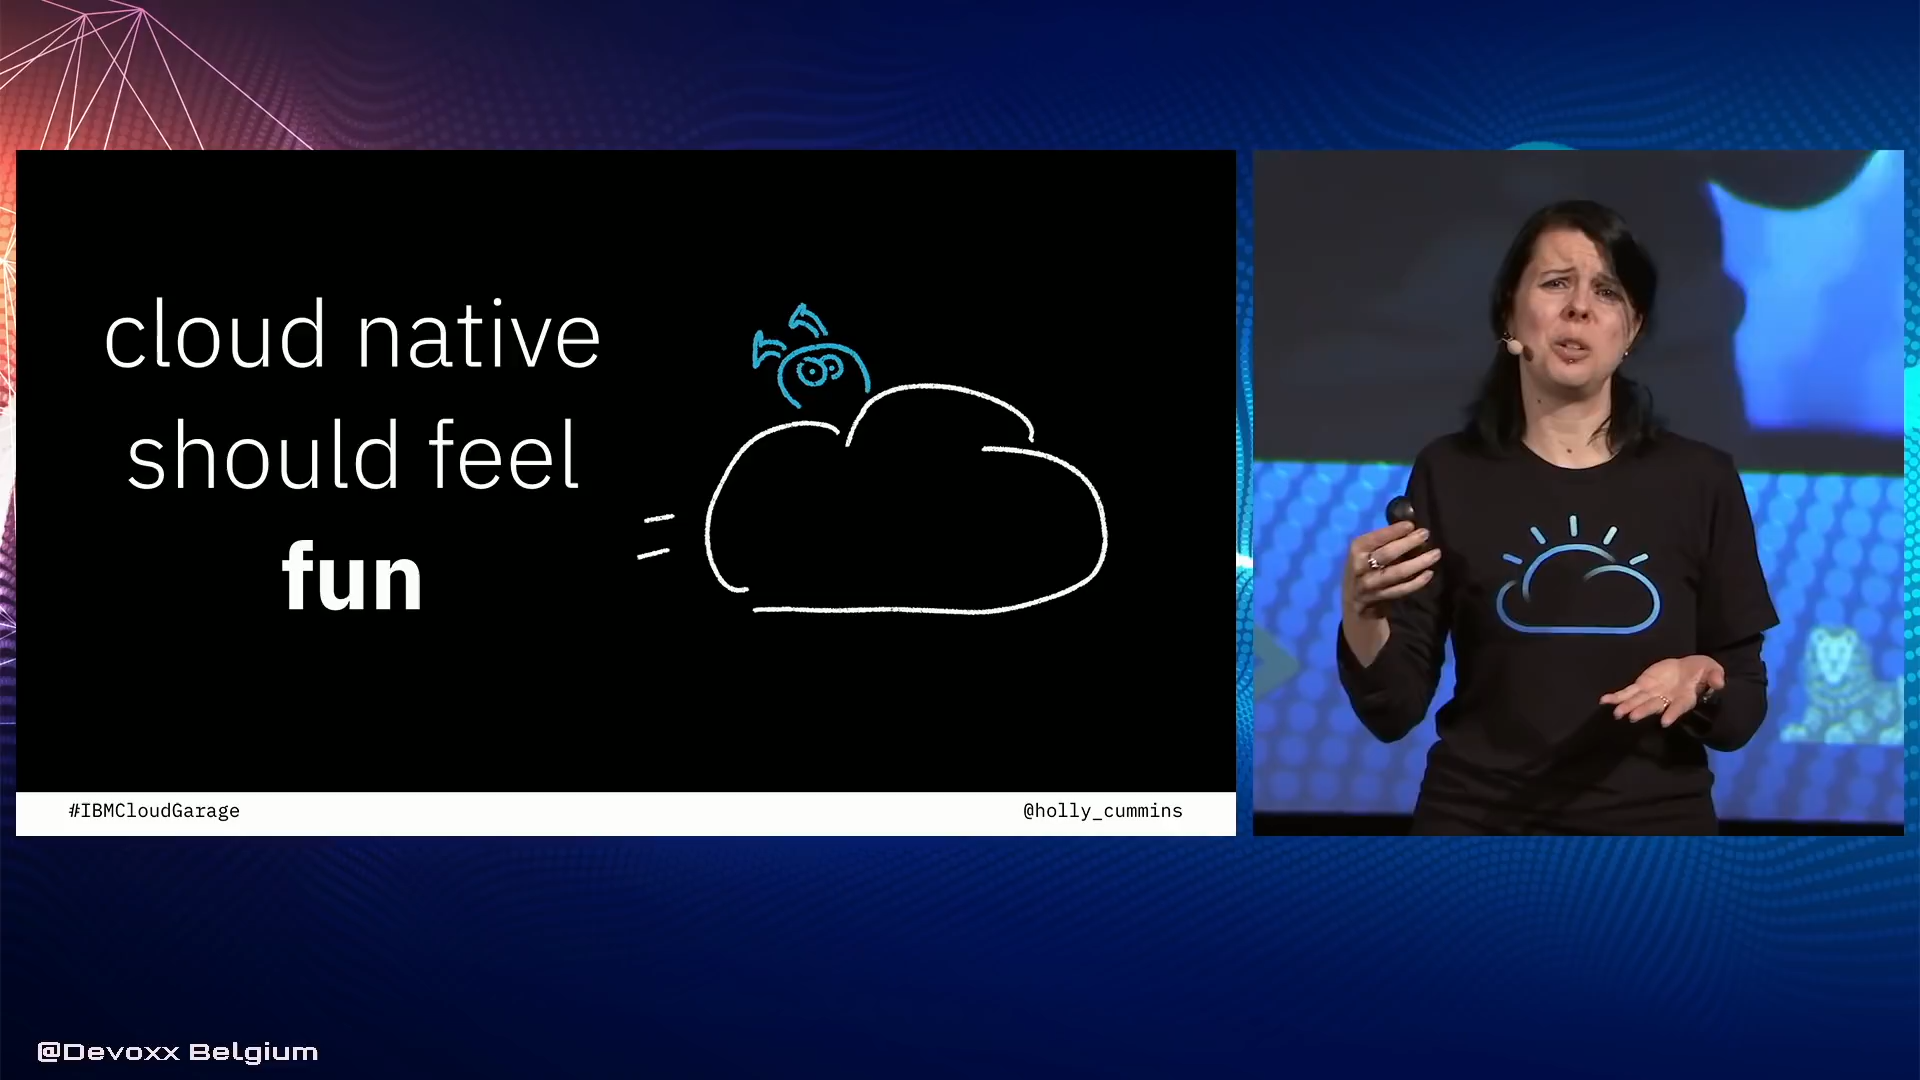 cloud native
should feel
fun
#IBMCloudGarage
@holly_cummins
@Devoxx Belgium